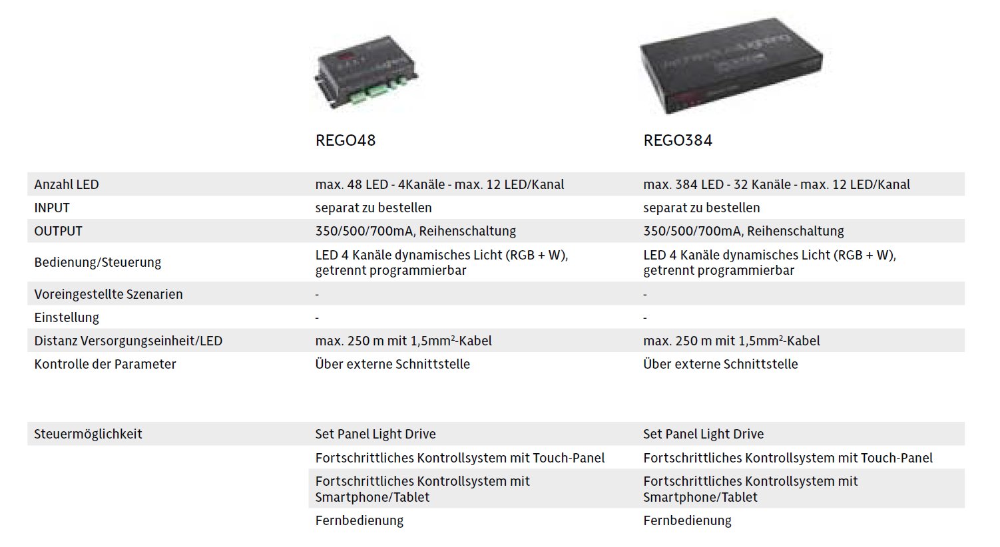 REGO48 REGO384
Anzahl LED max. 48 LED - 4Kanäle - max. 12 LED/Kanal max. 384 LED - 32 Kanäle - max. 12 LED/Kanal
INPUT separat zu bestellen separat zu bestellen
OUTPUT 350/500/700mA, Reihenschaltung 350/500/700mA, Reihenschaltung
Bedienung/Steuerung LED 4 Kanäle dynamisches Licht (RGB + W), LED 4 Kanäle dynamisches Licht (RGB + W),
getrennt programmierbar getrennt programmierbar
Voreingestellte Szenarien - -
Einstellung - -
Distanz Versorgungseinheit/LED max. 250 m mit 1,5mm²-Kabel max. 250 m mit 1,5mm²-Kabel
Kontrolle der Parameter Über externe Schnittstelle Über externe Schnittstelle
Steuermöglichkeit Set Panel Light Drive Set Panel Light Drive
Fortschrittliches Kontrollsystem mit Touch-Panel Fortschrittliches Kontrollsystem mit Touch-Panel
Fortschrittliches Kontrollsystem mit Fortschrittliches Kontrollsystem mit
Smartphone/Tablet Smartphone/Tablet
Fernbedienung Fernbedienung